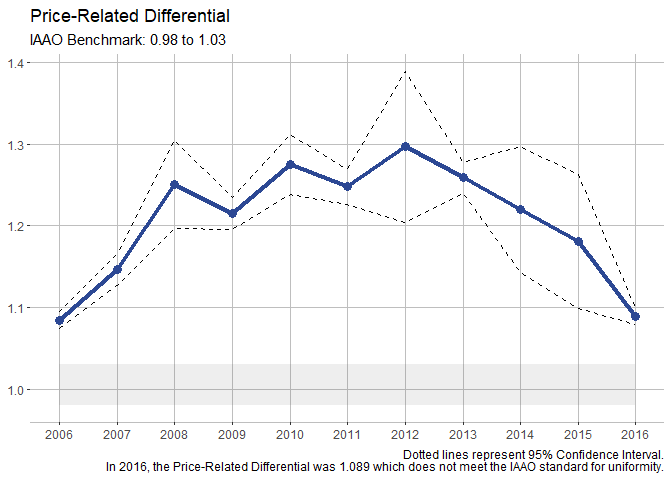 Price-Related Differential
IAAO Benchmark: 0.98 to 1.03
1.4
1.3
1.2
1.1
1.0
2006 2007 2008 2009 2010 2011 2012 2013 2014 2015 2016
Dotted lines represent 95% Confidence Interval.
In 2016, the Price-Related Differential was 1.089 which does not meet the IAAO standard for uniformity.